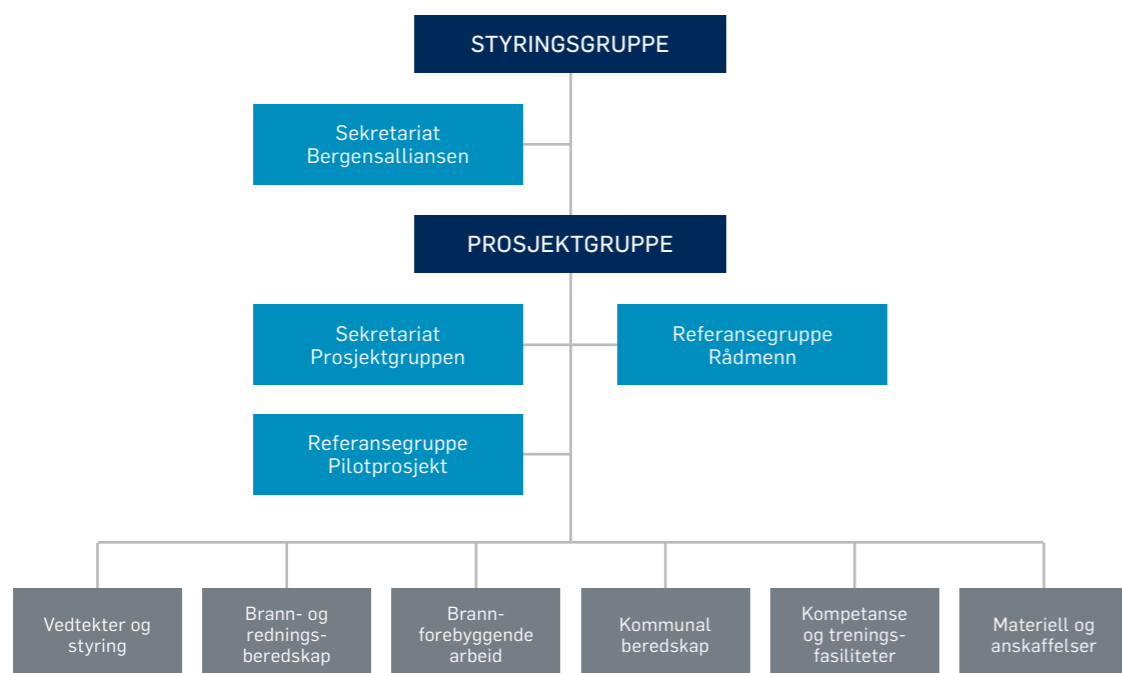 STYRINGSGRUPPE
Sekretariat
Bergensalliansen
PROSJEKTGRUPPE
Sekretariat
Prosjektgruppen
Referansegruppe
Rådmenn
Referansegruppe
Pilotprosjekt
Vedtekter og
styring
Brann- og
rednings-
beredskap
Brann-
forebyggende
arbeid
Kommunal
beredskap
Kompetanse
og trenings-
fasiliteter
Materiell og
anskaffelser